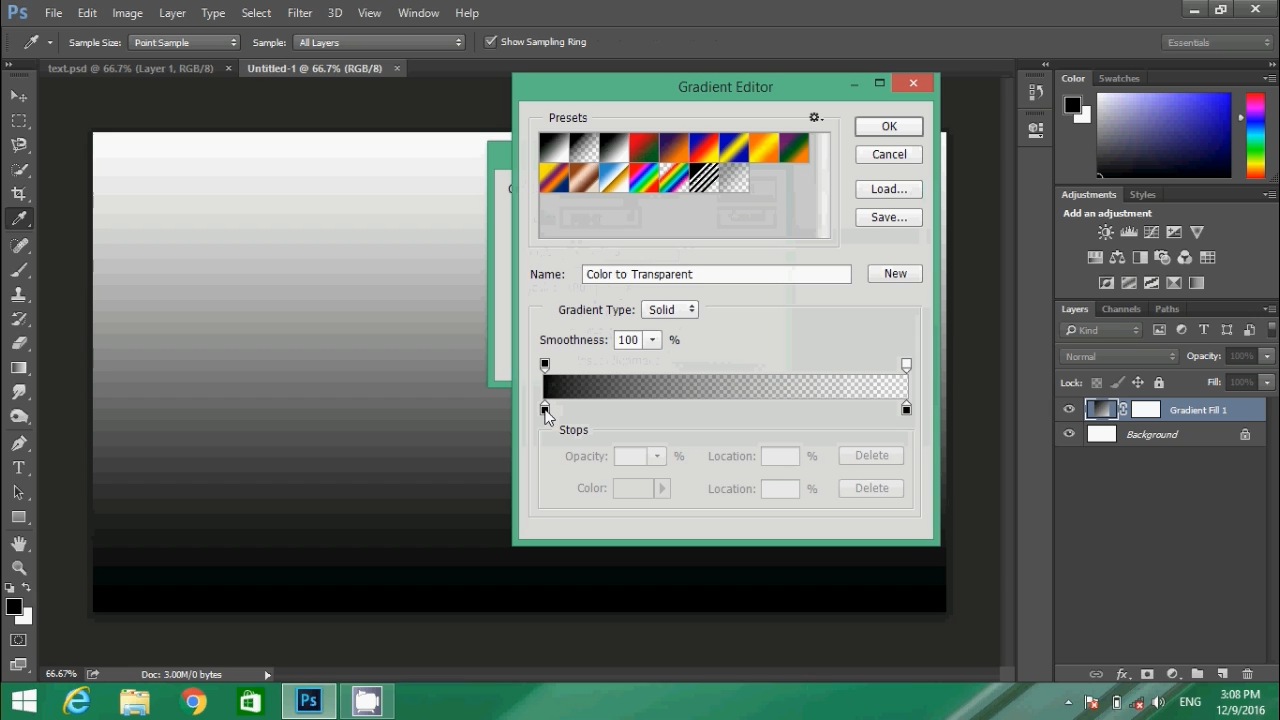 Ps File Edit Image Layer Type Select Filter 3D View Window Help
Sample Size: Point Sample Sample: All Layers Show Sampling Ring Essentials
text.psd @ 66.7% (Layer 1, RGB/8) × Untitled-1 @ 66.7% (RGB/8) ×
Gradient Editor
Presets
OK
Cancel
Load...
Save...
Name: Color to Transparent New
Gradient Type: Solid
Smoothness: 100 %
Stops
Opacity: % Location: % Delete
Color: Location: % Delete
Color Swatches
Adjustments Styles
Add an adjustment
Layers Channels Paths
Kind
Normal Opacity: 100%
Lock: Fill: 100%
Gradient Fill 1
Background
66.67% Doc: 3.00M/0 bytes
Ps
ENG
3:08 PM
12/9/2016